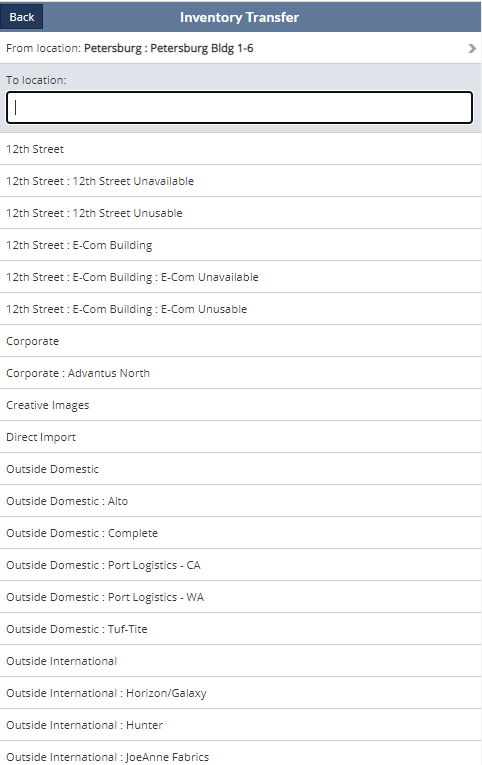 Back
Inventory Transfer
From location: Petersburg : Petersburg Bldg 1-6
To location:
12th Street
12th Street : 12th Street Unavailable
12th Street : 12th Street Unusable
12th Street : E-Com Building
12th Street : E-Com Building : E-Com Unavailable
12th Street : E-Com Building : E-Com Unusable
Corporate
Corporate : Advantus North
Creative Images
Direct Import
Outside Domestic
Outside Domestic : Alto
Outside Domestic : Complete
Outside Domestic : Port Logistics - CA
Outside Domestic : Port Logistics - WA
Outside Domestic : Tuf-Tite
Outside International
Outside International : Horizon/Galaxy
Outside International : Hunter
Outside International : JoeAnne Fabrics